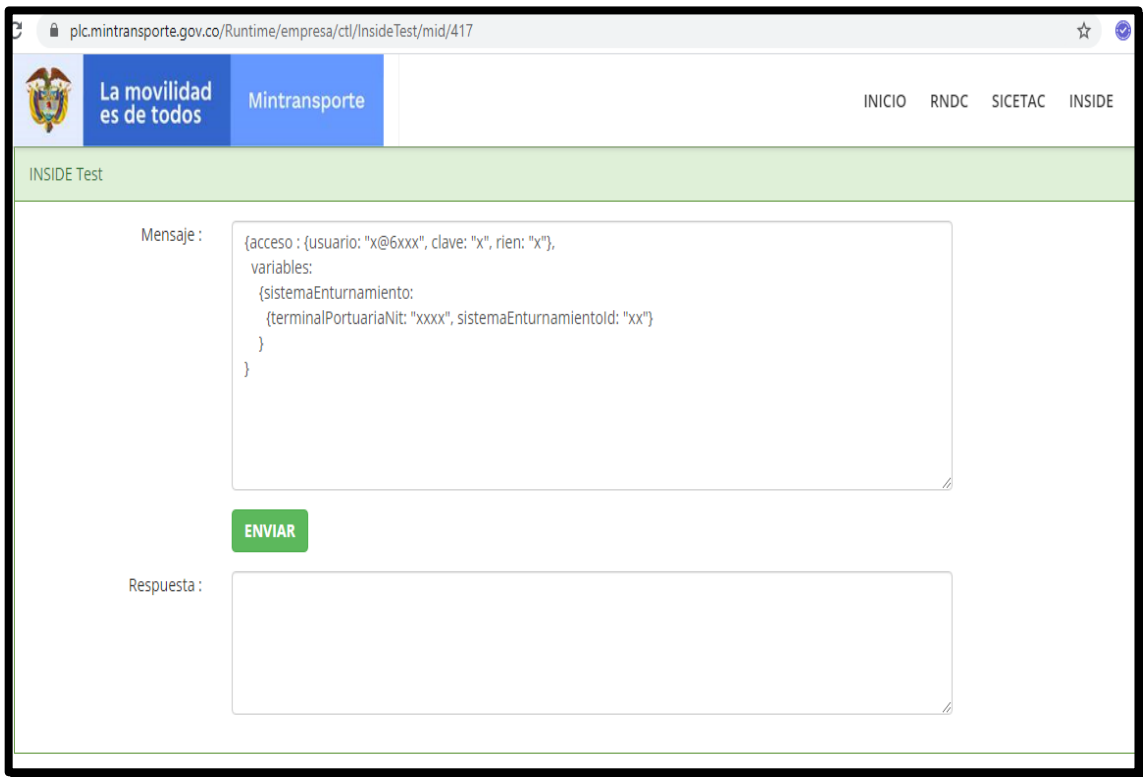 plc.mintransporte.gov.co/Runtime/empresa/ctl/InsideTest/mid/417
La movilidad
es de todos
Mintransporte
INICIO RNDC SICETAC INSIDE
INSIDE Test
Mensaje :
{acceso : {usuario: "x@6xxx", clave: "x", rien: "x"},
variables:
{sistemaEnturnamiento:
{terminalPortuariaNit: "xxxx", sistemaEnturnamientoId: "xx"}
}
}
ENVIAR
Respuesta :